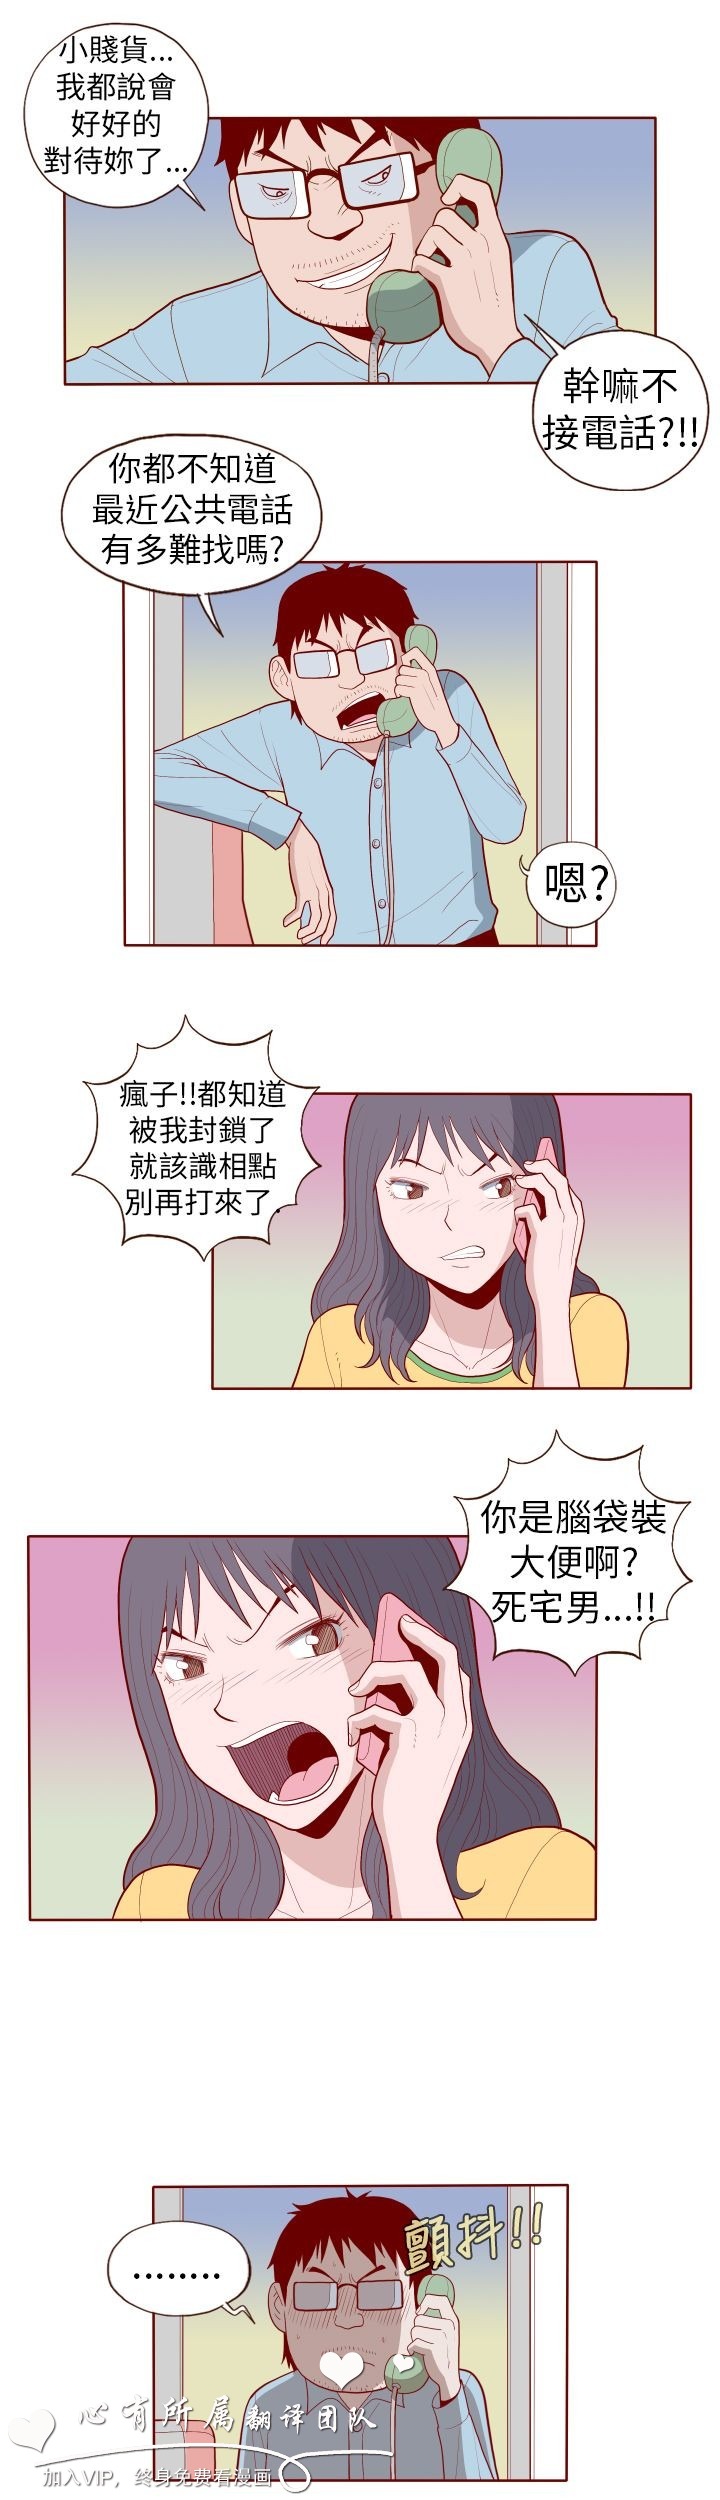 小賤貨...
我都說會
好好的
對待妳了...
幹嘛不
接電話?!!
你都不知道
最近公共電話
有多難找嗎?
嗯?
瘋子!!都知道
被我封鎖了
就該識相點
別再打來了.
你是腦袋裝
大便啊?
死宅男...!!
顫抖!!
........
心有所属翻译团队
加入VIP，终身免费看漫画